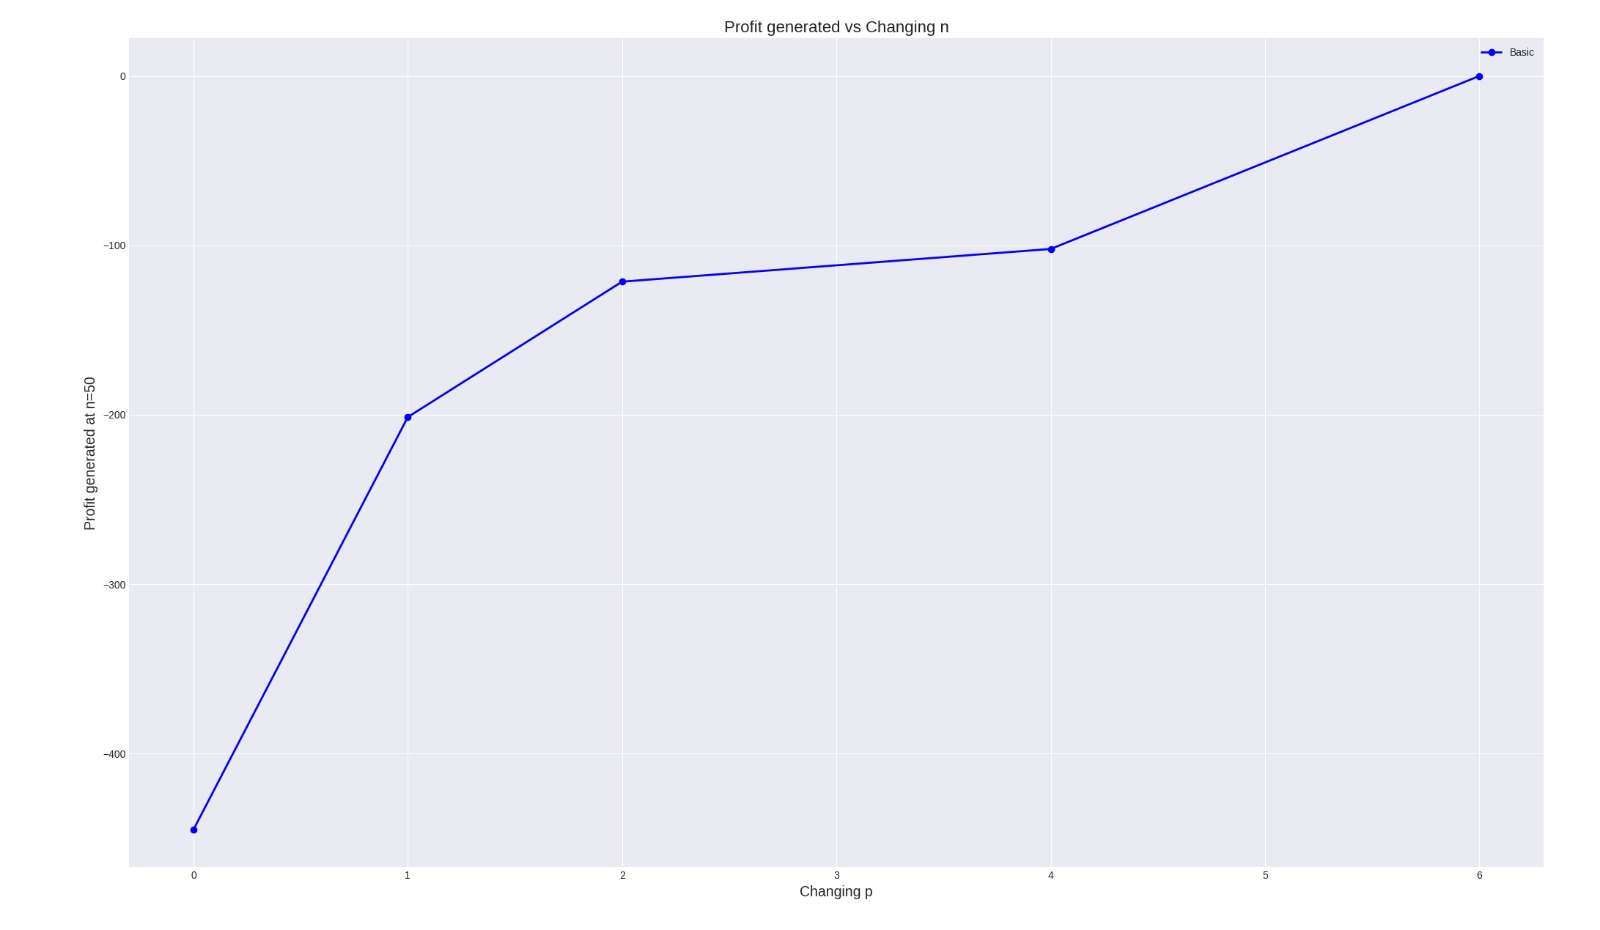 Profit generated vs Changing n
Basic
0
−100
−200
−300
−400
Profit generated at n=50
0 1 2 3 4 5 6
Changing p